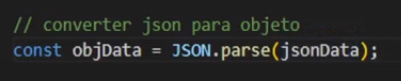 // converter json para objeto
const objData = JSON.parse(jsonData);